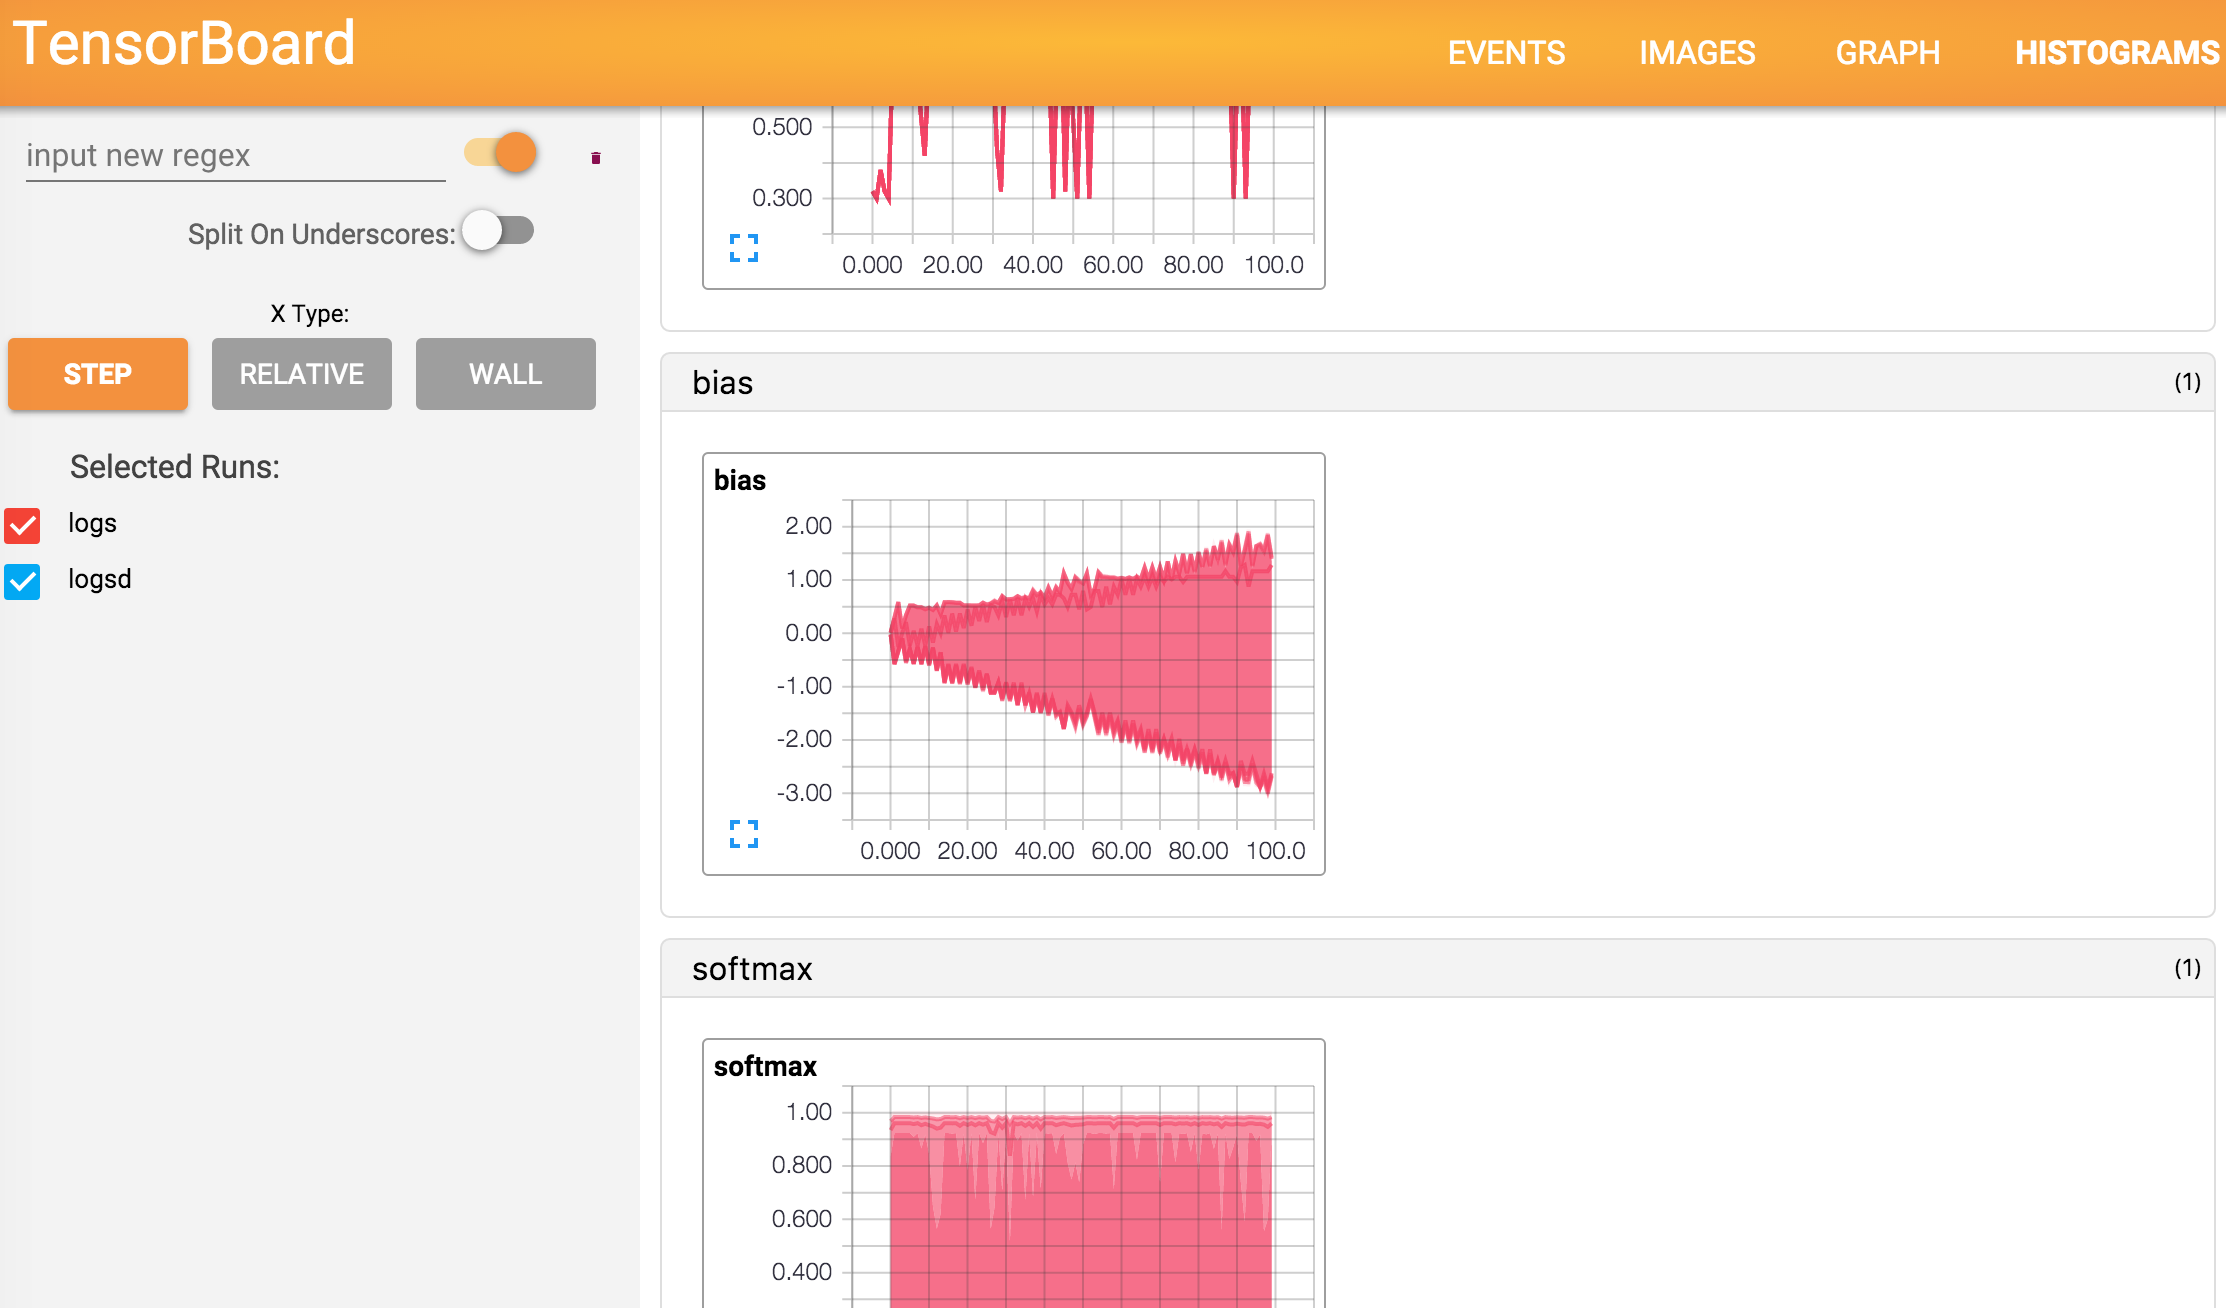 TensorBoard
EVENTS IMAGES GRAPH HISTOGRAMS
input new regex
Split On Underscores:
X Type:
STEP RELATIVE WALL
Selected Runs:
logs
logsd
0.500
0.300
0.000 20.00 40.00 60.00 80.00 100.0
bias (1)
bias
2.00
1.00
0.00
-1.00
-2.00
-3.00
0.000 20.00 40.00 60.00 80.00 100.0
softmax (1)
softmax
1.00
0.800
0.600
0.400